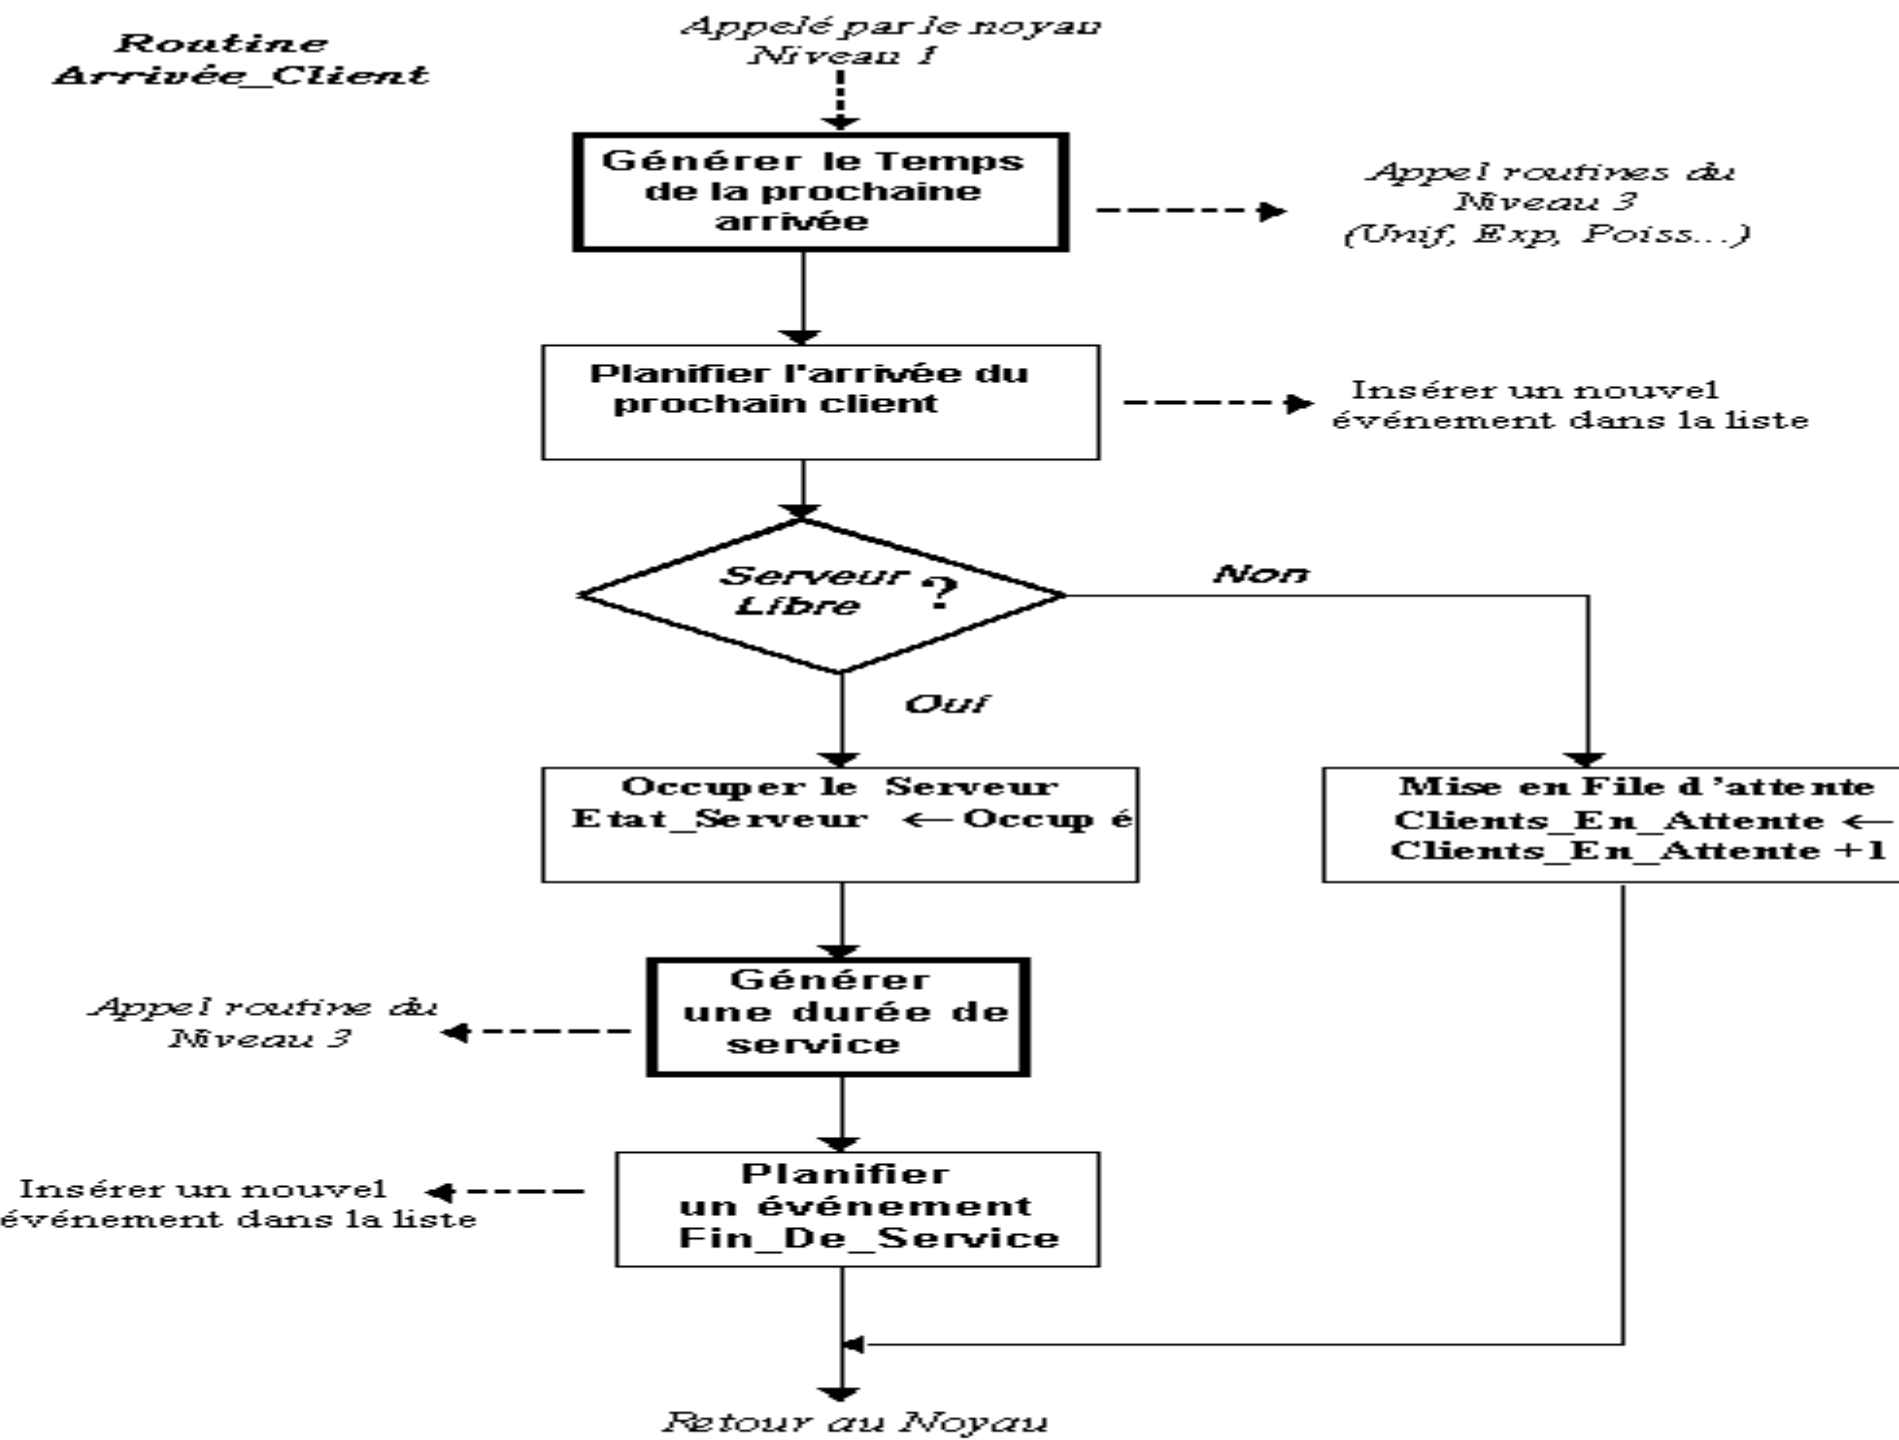 Routine
Arrivée_Client
Appelé par le noyau
Niveau 1
Générer le Temps
de la prochaine
arrivée
Appel routines du
Niveau 3
(Unif, Exp, Poiss...)
Planifier l'arrivée du
prochain client
Insérer un nouvel
événement dans la liste
Serveur ?
Libre
Non
Oui
Occuper le Serveur
Etat_Serveur ← Occupé
Mise en File d'attente
Clients_En_Attente ←
Clients_En_Attente +1
Générer
une durée de
service
Appel routine du
Niveau 3
Planifier
un événement
Fin_De_Service
Insérer un nouvel
événement dans la liste
Retour au Noyau